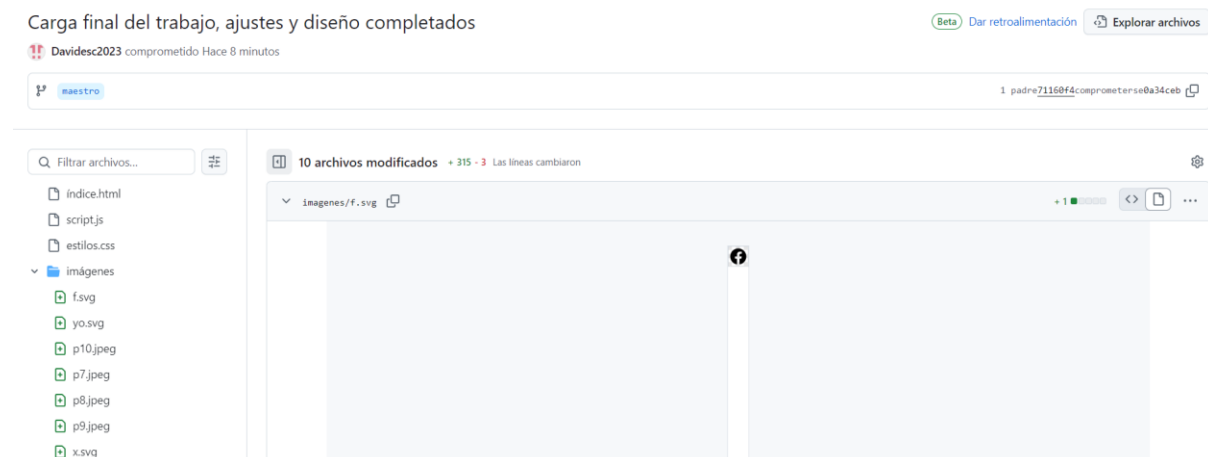 Carga final del trabajo, ajustes y diseño completados
Beta Dar retroalimentación Explorar archivos
Davidesc2023 comprometido Hace 8 minutos
maestro
1 padre71160f4comprometerse0a34ceb
Filtrar archivos...
10 archivos modificados + 315 - 3 Las líneas cambiaron
índice.html
script.js
estilos.css
imágenes
f.svg
yo.svg
p10.jpeg
p7.jpeg
p8.jpeg
p9.jpeg
x.svg
imagenes/f.svg
+ 1